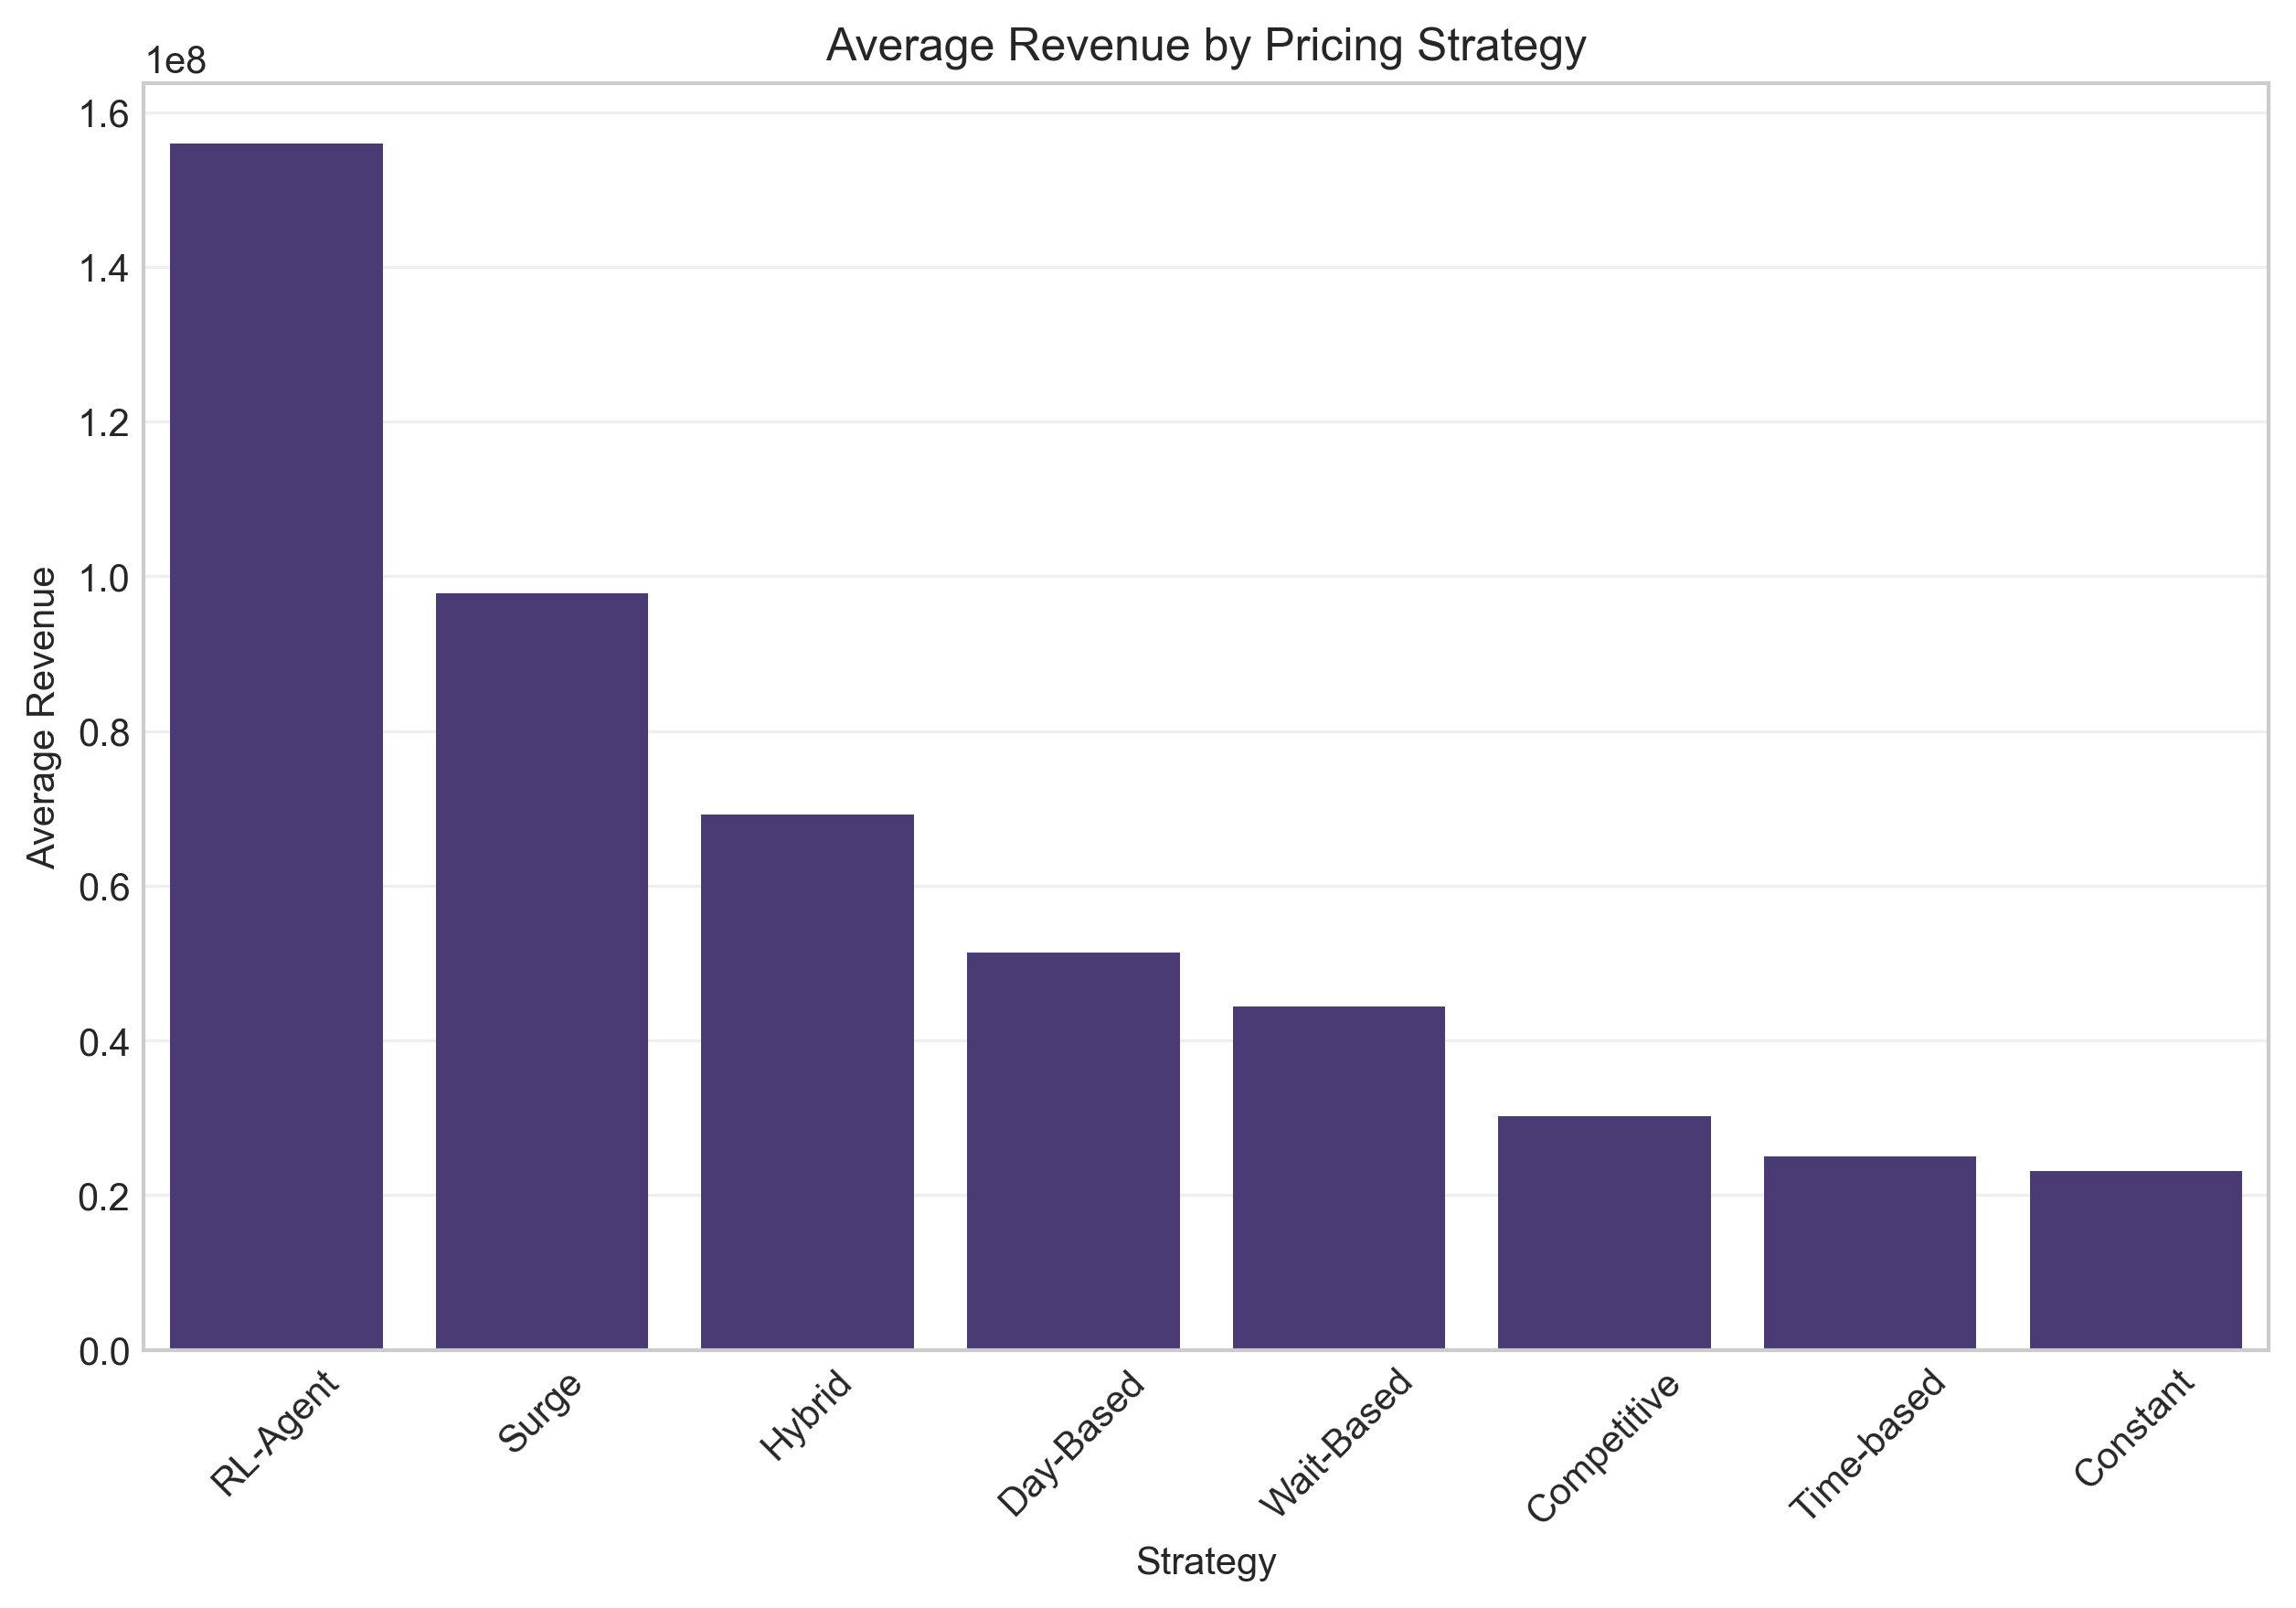 Average Revenue by Pricing Strategy
1e8
1.6
1.4
1.2
1.0
0.8
0.6
0.4
0.2
0.0
Average Revenue
RL-Agent
Surge
Hybrid
Day-Based
Wait-Based
Competitive
Time-based
Constant
Strategy